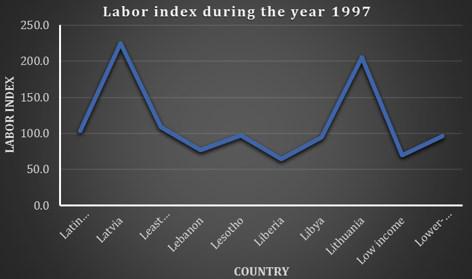 Labor index during the year 1997
250.0
200.0
150.0
100.0
50.0
0.0
LABOR INDEX
Latin...
Latvia
Least...
Lebanon
Lesotho
Liberia
Libya
Lithuania
Low income
Lower-...
COUNTRY